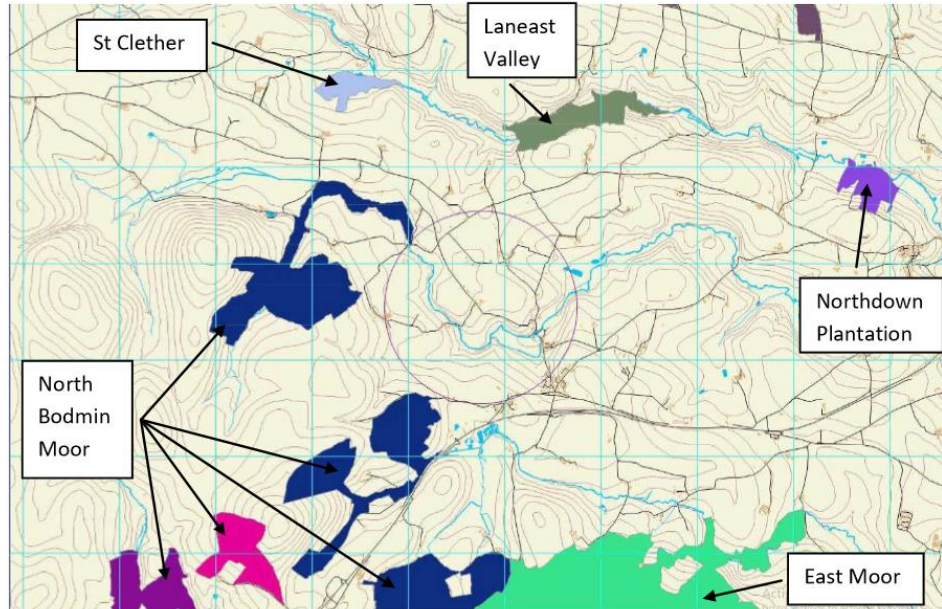 St Clether
Laneast
Valley
Northdown
Plantation
North
Bodmin
Moor
East Moor